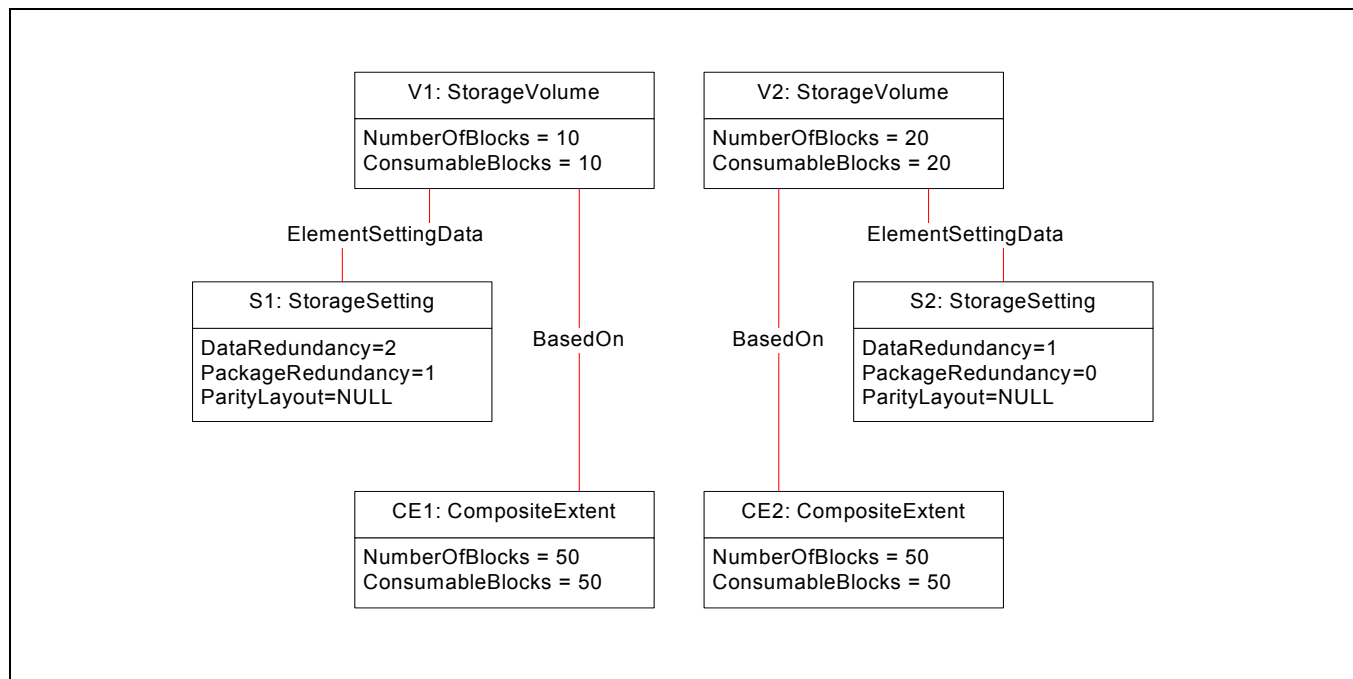 V1: StorageVolume
NumberOfBlocks = 10
ConsumableBlocks = 10
V2: StorageVolume
NumberOfBlocks = 20
ConsumableBlocks = 20
ElementSettingData
ElementSettingData
S1: StorageSetting
DataRedundancy=2
PackageRedundancy=1
ParityLayout=NULL
BasedOn
BasedOn
S2: StorageSetting
DataRedundancy=1
PackageRedundancy=0
ParityLayout=NULL
CE1: CompositeExtent
NumberOfBlocks = 50
ConsumableBlocks = 50
CE2: CompositeExtent
NumberOfBlocks = 50
ConsumableBlocks = 50